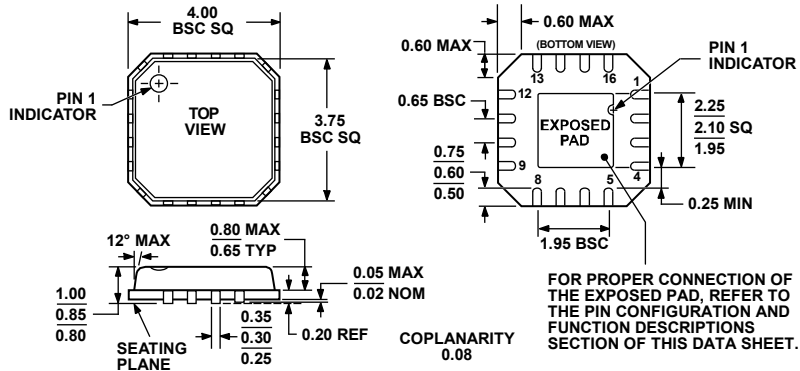 4.00
BSC SQ
PIN 1
INDICATOR
TOP
VIEW
3.75
BSC SQ
0.60 MAX
0.60 MAX
(BOTTOM VIEW)
PIN 1
INDICATOR
13
16
12
1
0.65 BSC
EXPOSED
PAD
2.25
2.10 SQ
1.95
0.75
0.60
0.50
9
4
8
5
0.25 MIN
1.95 BSC
12° MAX
0.80 MAX
0.65 TYP
0.05 MAX
0.02 NOM
1.00
0.85
0.80
0.35
0.30
0.25
0.20 REF
SEATING
PLANE
COPLANARITY
0.08
FOR PROPER CONNECTION OF
THE EXPOSED PAD, REFER TO
THE PIN CONFIGURATION AND
FUNCTION DESCRIPTIONS
SECTION OF THIS DATA SHEET.